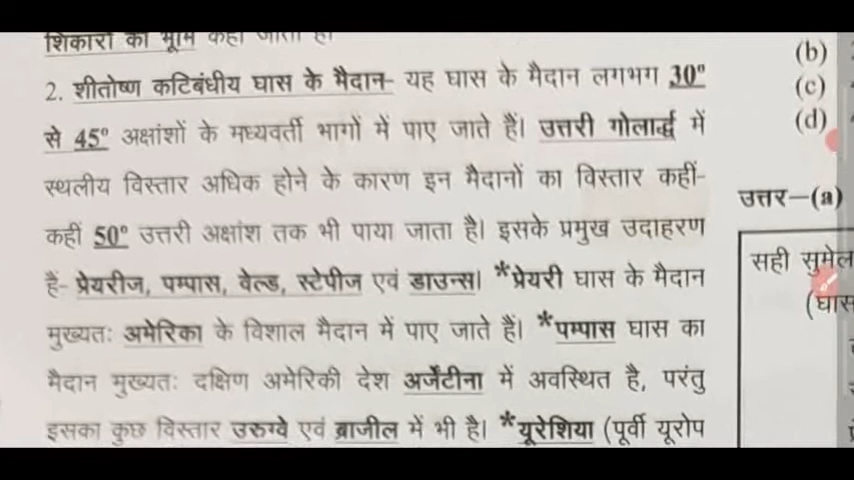 शिकारों की भूमि कहा जाता है।
2. शीतोष्ण कटिबंधीय घास के मैदान- यह घास के मैदान लगभग 30°
से 45° अक्षांशों के मध्यवर्ती भागों में पाए जाते हैं। उत्तरी गोलार्द्ध में
स्थलीय विस्तार अधिक होने के कारण इन मैदानों का विस्तार कहीं-
कहीं 50° उत्तरी अक्षांश तक भी पाया जाता है। इसके प्रमुख उदाहरण
हैं- प्रेयरीज, पम्पास, वेल्ड, स्टेपीज एवं डाउन्स। *प्रेयरी घास के मैदान
मुख्यतः अमेरिका के विशाल मैदान में पाए जाते हैं। *पम्पास घास का
मैदान मुख्यतः दक्षिण अमेरिकी देश अर्जेंटीना में अवस्थित है, परंतु
इसका कुछ विस्तार उरुग्वे एवं ब्राजील में भी है। *यूरेशिया (पूर्वी यूरोप
(b)
(c)
(d)
उत्तर—(a)
सही सुमेल
(घास